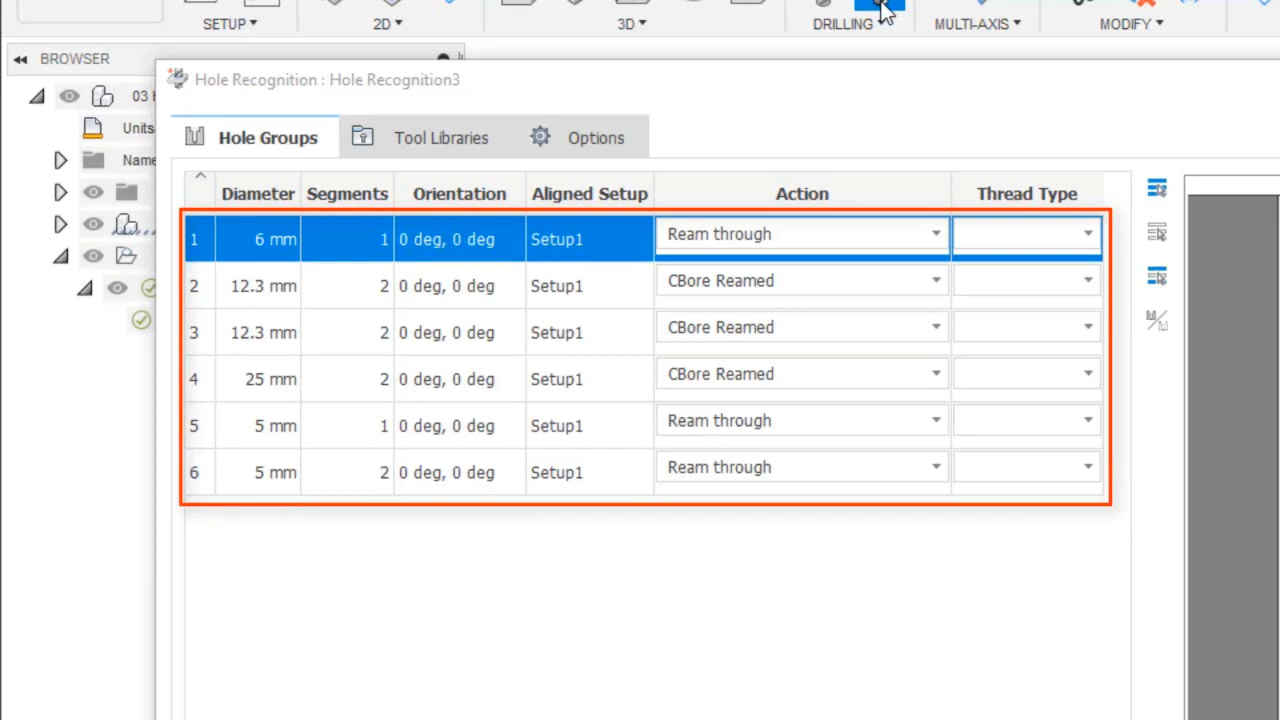 SETUP 2D 3D DRILLING MULTI-AXIS MODIFY
BROWSER
Hole Recognition : Hole Recognition3
03
Units
Name
Hole Groups Tool Libraries Options
Diameter Segments Orientation Aligned Setup Action Thread Type
1 6 mm 1 0 deg, 0 deg Setup1 Ream through
2 12.3 mm 2 0 deg, 0 deg Setup1 CBore Reamed
3 12.3 mm 2 0 deg, 0 deg Setup1 CBore Reamed
4 25 mm 2 0 deg, 0 deg Setup1 CBore Reamed
5 5 mm 1 0 deg, 0 deg Setup1 Ream through
6 5 mm 2 0 deg, 0 deg Setup1 Ream through